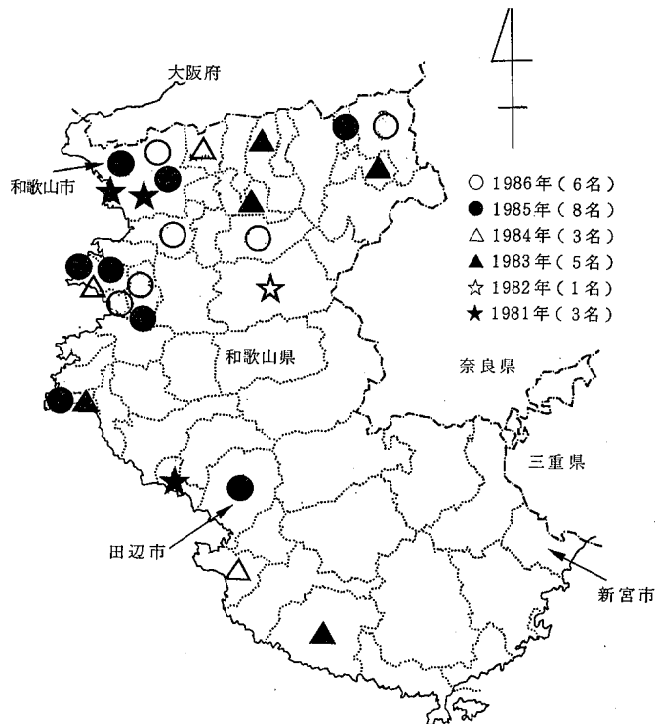 大阪府
和歌山市
○ 1986年(6名)
● 1985年(8名)
△ 1984年(3名)
▲ 1983年(5名)
☆ 1982年(1名)
★ 1981年(3名)
和歌山県
奈良県
三重県
田辺市
新宮市